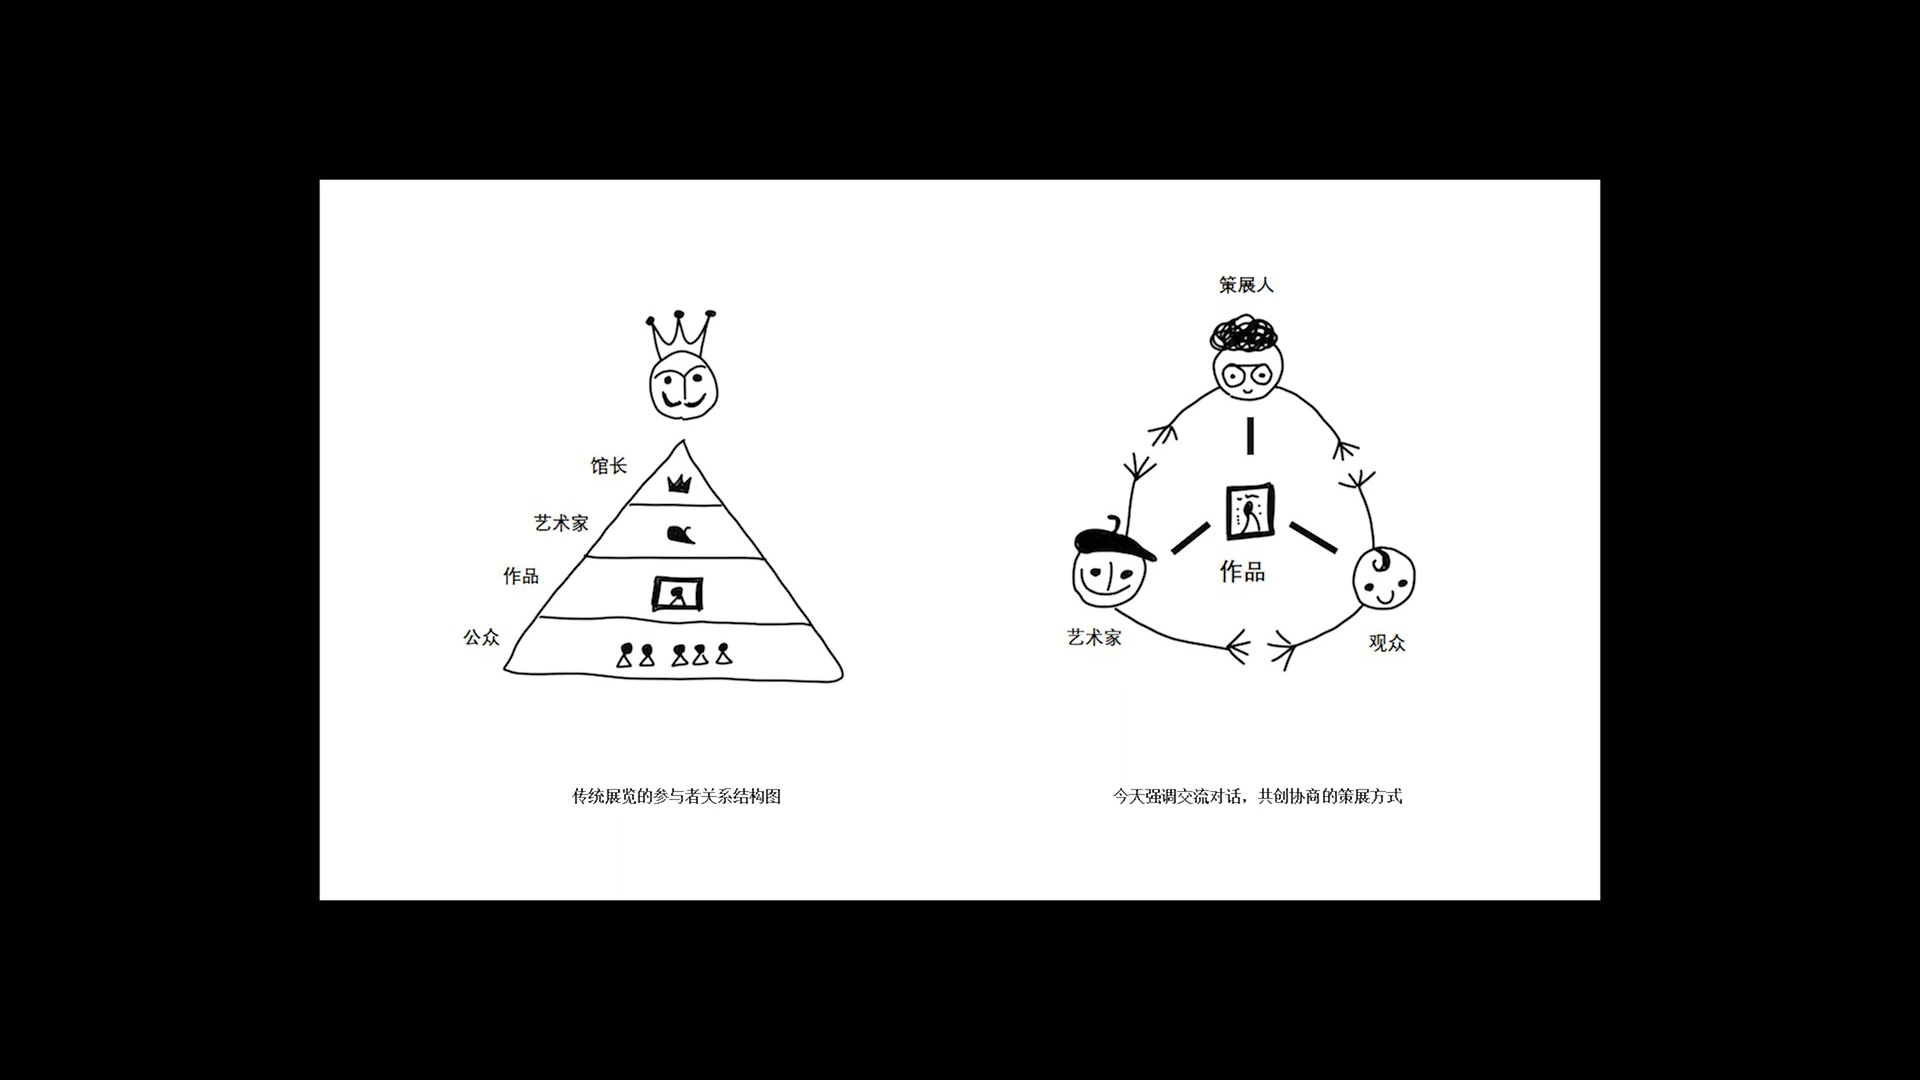 馆长
艺术家
作品
公众
传统展览的参与者关系结构图
策展人
作品
艺术家
观众
今天强调交流对话，共创协商的策展方式